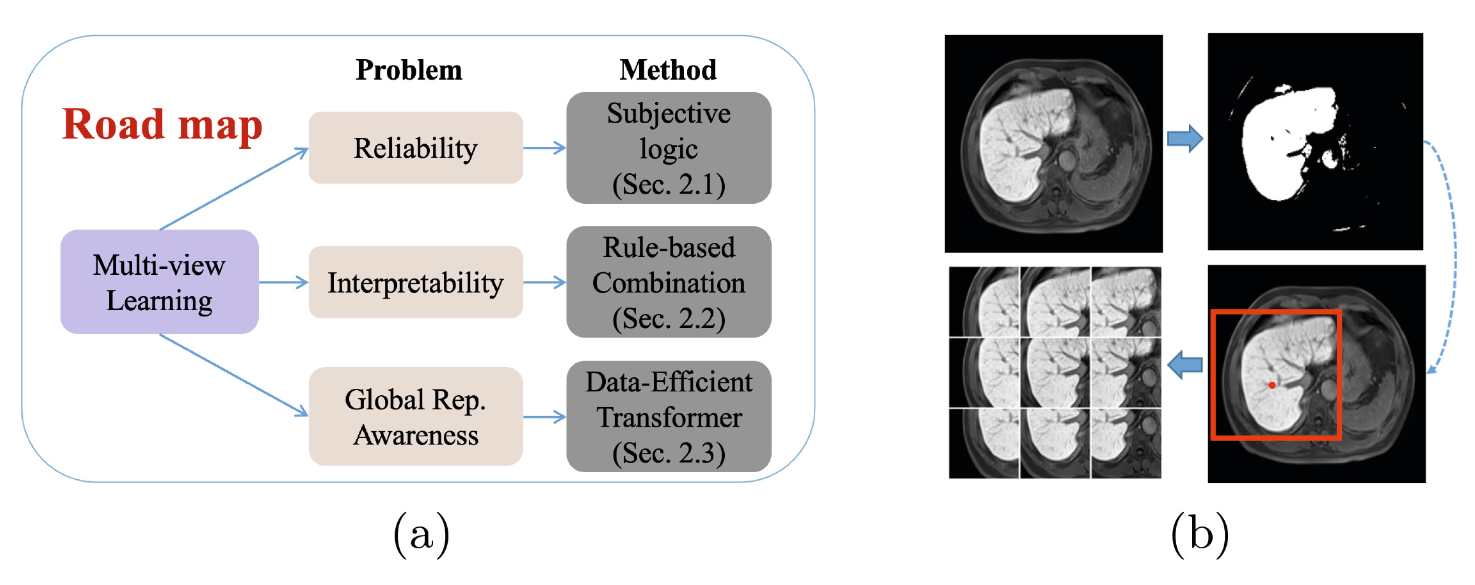 Road map
Problem
Method
Multi-view
Learning
Reliability
Subjective
logic
(Sec. 2.1)
Interpretability
Rule-based
Combination
(Sec. 2.2)
Global Rep.
Awareness
Data-Efficient
Transformer
(Sec. 2.3)
(a)
(b)